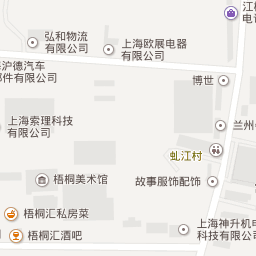 江
电讯
弘和物流
有限公司
上海欧展电器
有限公司
沪德汽车
部件有限公司
博世
上海索理科技
有限公司
兰州
虬江村
梧桐美术馆
故事服饰配饰
梧桐汇私房菜
上海神升机电
科技有限公司
梧桐汇酒吧